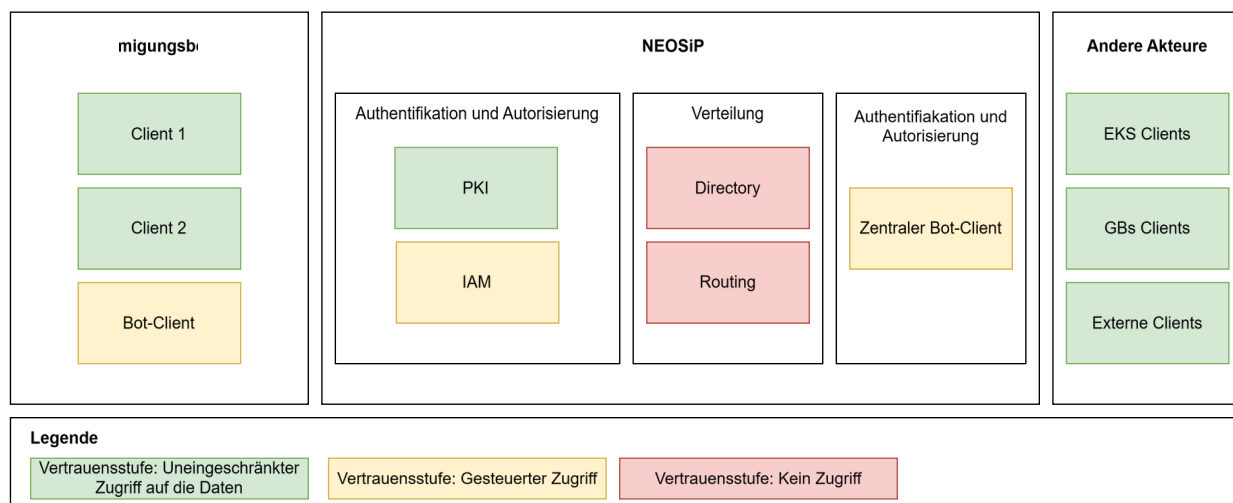 migungsb
NEOSiP
Andere Akteure
Client 1
Client 2
Bot-Client
Authentifikation und Autorisierung
PKI
IAM
Verteilung
Directory
Routing
Authentifiakation und
Autorisierung
Zentraler Bot-Client
EKS Clients
GBs Clients
Externe Clients
Legende
Vertrauensstufe: Uneingeschränkter
Zugriff auf die Daten
Vertrauensstufe: Gesteuerter Zugriff
Vertrauensstufe: Kein Zugriff